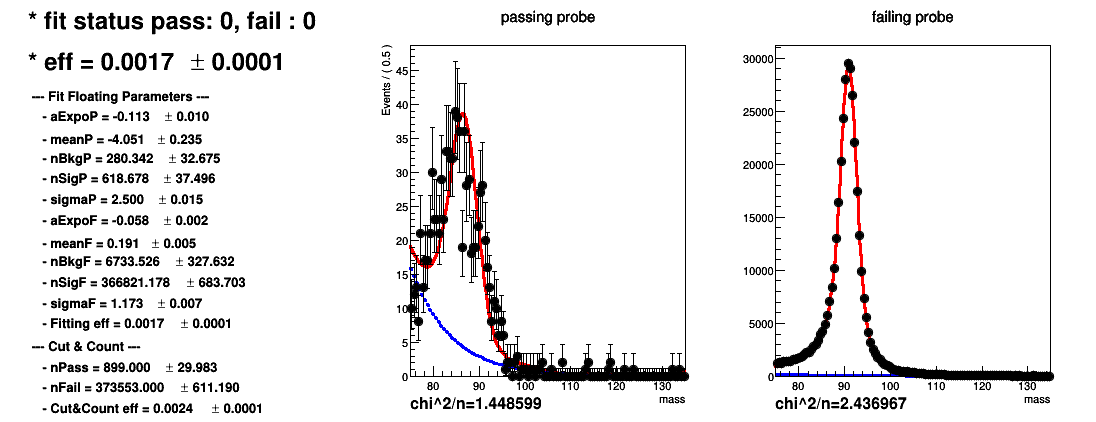 * fit status pass: 0, fail : 0
* eff = 0.0017 ± 0.0001
--- Fit Floating Parameters ---
- aExpoP = -0.113 ± 0.010
- meanP = -4.051 ± 0.235
- nBkgP = 280.342 ± 32.675
- nSigP = 618.678 ± 37.496
- sigmaP = 2.500 ± 0.015
- aExpoF = -0.058 ± 0.002
- meanF = 0.191 ± 0.005
- nBkgF = 6733.526 ± 327.632
- nSigF = 366821.178 ± 683.703
- sigmaF = 1.173 ± 0.007
- Fitting eff = 0.0017 ± 0.0001
--- Cut & Count ---
- nPass = 899.000 ± 29.983
- nFail = 373553.000 ± 611.190
- Cut&Count eff = 0.0024 ± 0.0001
passing probe
Events / ( 0.5 )
45
40
35
30
25
20
15
10
5
0
80 90 100 110 120 130
mass
chi^2/n=1.448599
failing probe
30000
25000
20000
15000
10000
5000
0
80 90 100 110 120 130
mass
chi^2/n=2.436967